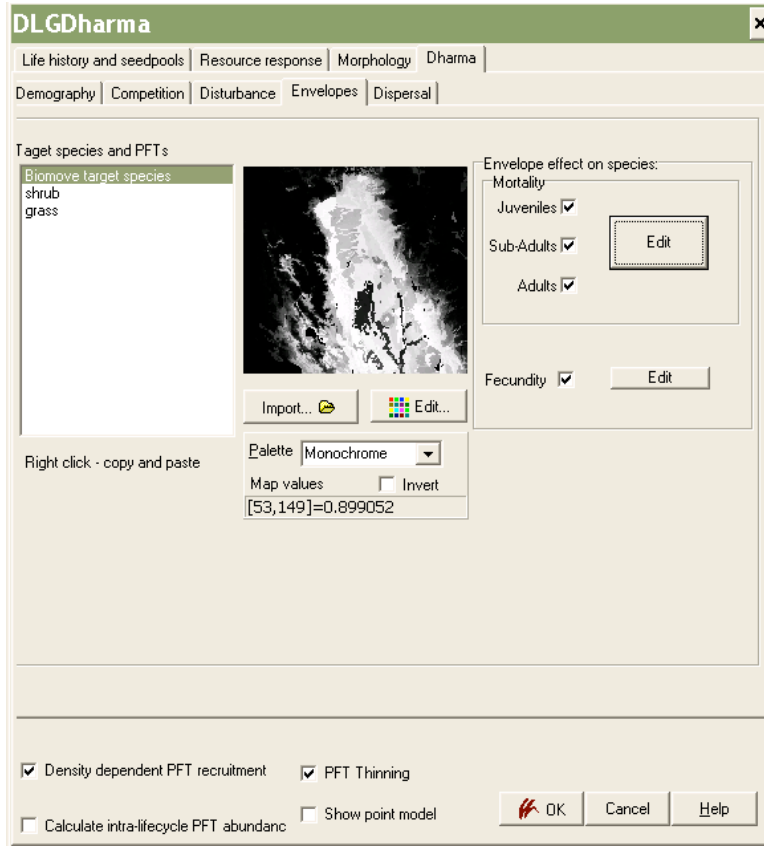 DLGDharma
Life history and seedpools Resource response Morphology Dharma
Demography Competition Disturbance Envelopes Dispersal
Taget species and PFTs
Biomove target species
shrub
grass
Right click - copy and paste
Import... Edit...
Palette Monochrome
Map values Invert
[53,149]=0.899052
Envelope effect on species:
Mortality
Juveniles
Sub-Adults Edit
Adults
Fecundity Edit
Density dependent PFT recruitment PFT Thinning
Calculate intra-lifecycle PFT abundanc Show point model
OK Cancel Help